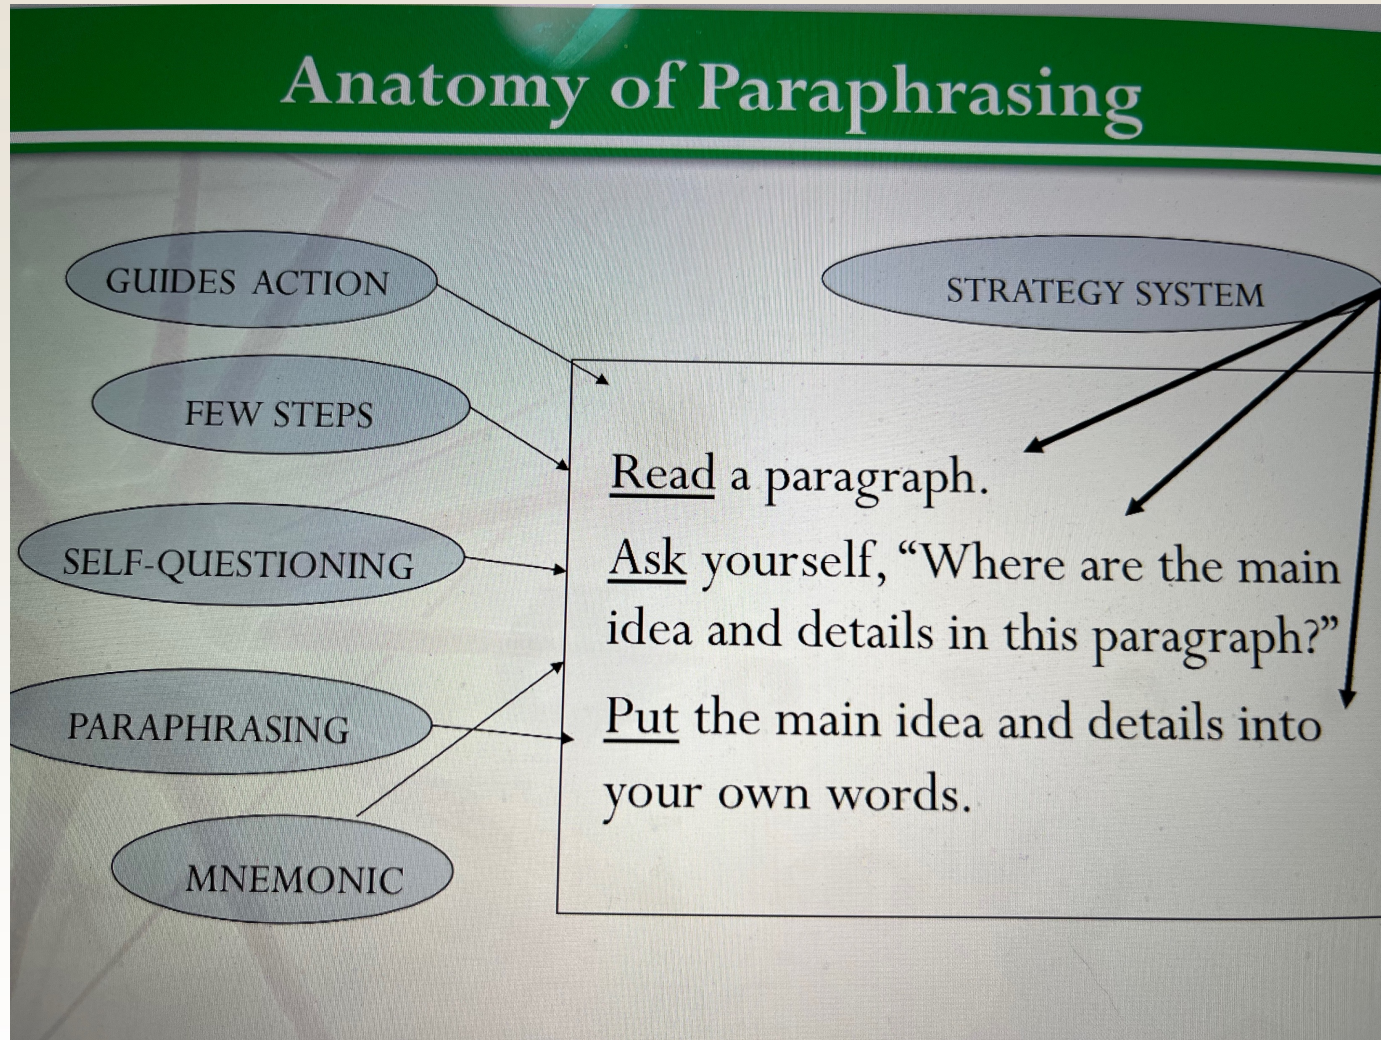 Anatomy of Paraphrasing
GUIDES ACTION
STRATEGY SYSTEM
FEW STEPS
SELF-QUESTIONING
PARAPHRASING
MNEMONIC
Read a paragraph.
Ask yourself, “Where are the main
idea and details in this paragraph?”
Put the main idea and details into
your own words.